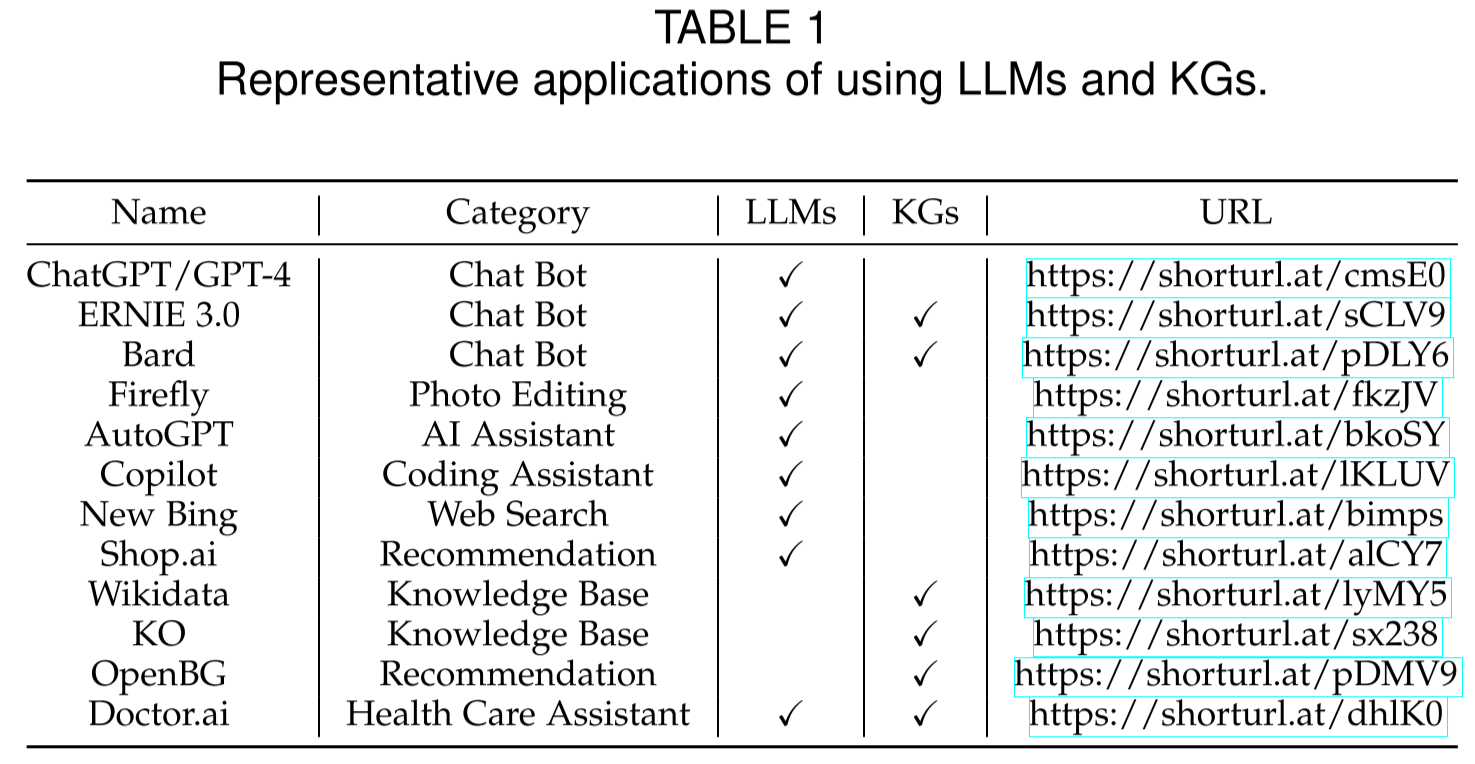 TABLE 1
Representative applications of using LLMs and KGs.
Name Category LLMs KGs URL
ChatGPT/GPT-4 Chat Bot ✓ https://shorturl.at/cmsE0
ERNIE 3.0 Chat Bot ✓ ✓ https://shorturl.at/sCLV9
Bard Chat Bot ✓ ✓ https://shorturl.at/pDLY6
Firefly Photo Editing ✓ https://shorturl.at/fkzJV
AutoGPT AI Assistant ✓ https://shorturl.at/bkoSY
Copilot Coding Assistant ✓ https://shorturl.at/lKLUV
New Bing Web Search ✓ https://shorturl.at/bimps
Shop.ai Recommendation ✓ https://shorturl.at/alCY7
Wikidata Knowledge Base ✓ https://shorturl.at/lyMY5
KO Knowledge Base ✓ https://shorturl.at/sx238
OpenBG Recommendation ✓ https://shorturl.at/pDMV9
Doctor.ai Health Care Assistant ✓ ✓ https://shorturl.at/dhlK0